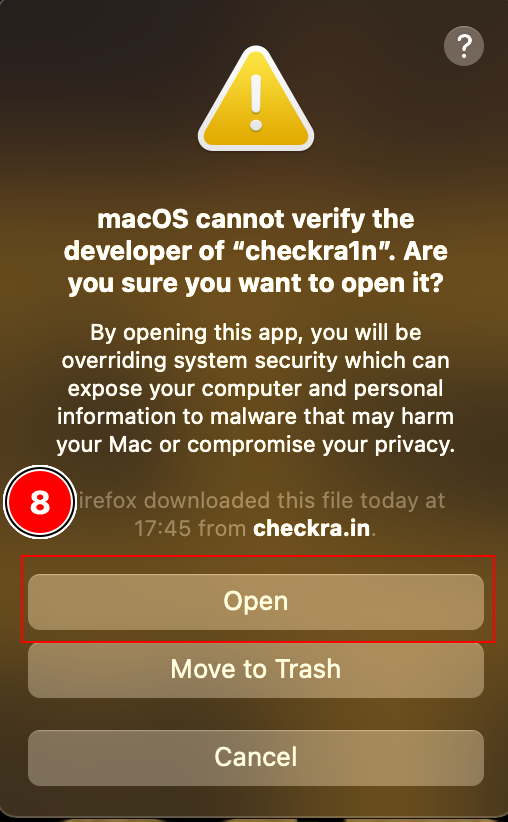 ?
macOS cannot verify the
developer of “checkra1n”. Are
you sure you want to open it?
By opening this app, you will be
overriding system security which can
expose your computer and personal
information to malware that may harm
your Mac or compromise your privacy.
8
irefox downloaded this file today at
17:45 from checkra.in.
Open
Move to Trash
Cancel